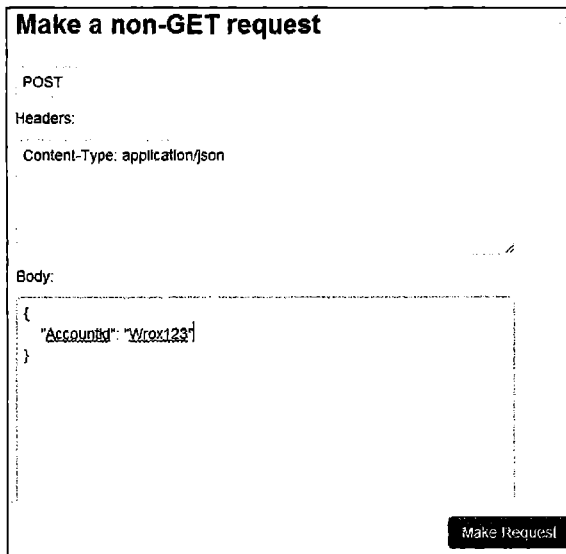 Make a non-GET request
POST
Headers:
Content-Type: application/json
Body:
{
"AccountId": "Wrox123"
}
Make Request